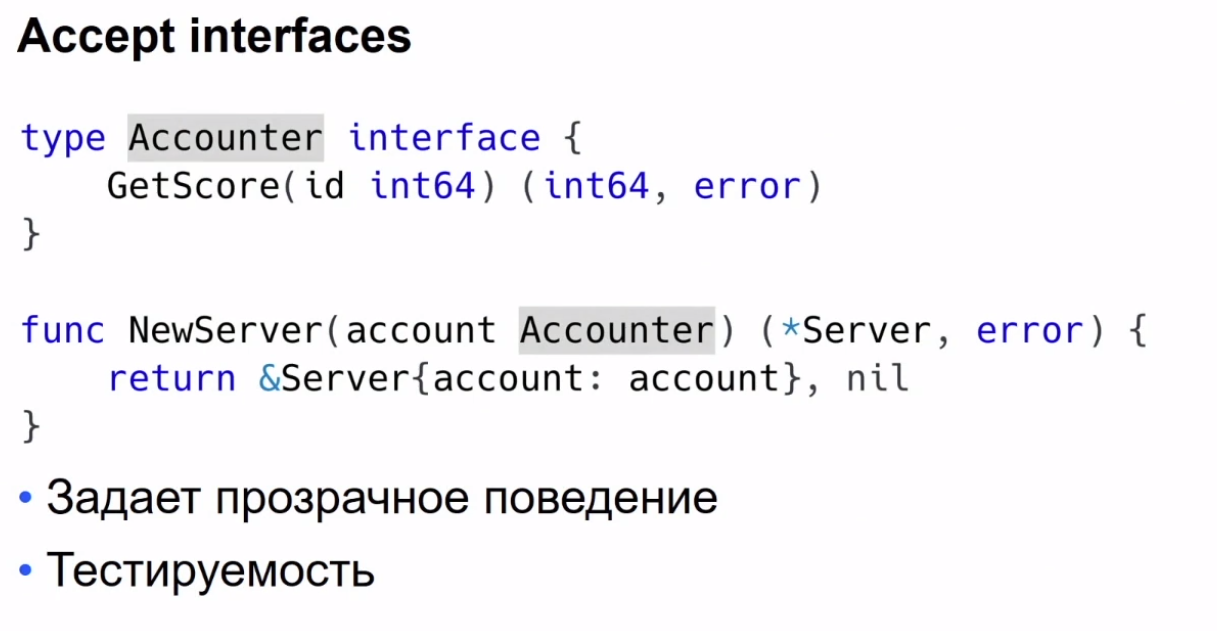 Accept interfaces
type Accounter interface {
    GetScore(id int64) (int64, error)
}
func NewServer(account Accounter) (*Server, error) {
    return &Server{account: account}, nil
}
• Задает прозрачное поведение
• Тестируемость